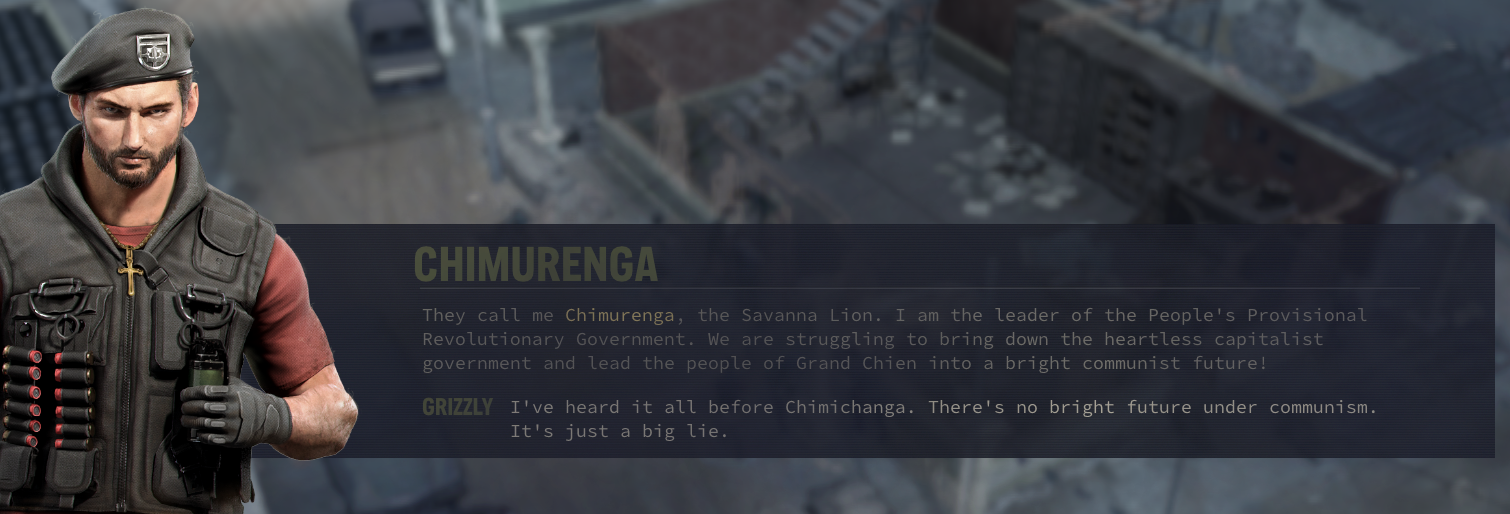 CHIMURENGA
They call me Chimurenga, the Savanna Lion. I am the leader of the People's Provisional
Revolutionary Government. We are struggling to bring down the heartless capitalist
government and lead the people of Grand Chien into a bright communist future!
GRIZZLY I've heard it all before Chimichanga. There's no bright future under communism.
It's just a big lie.